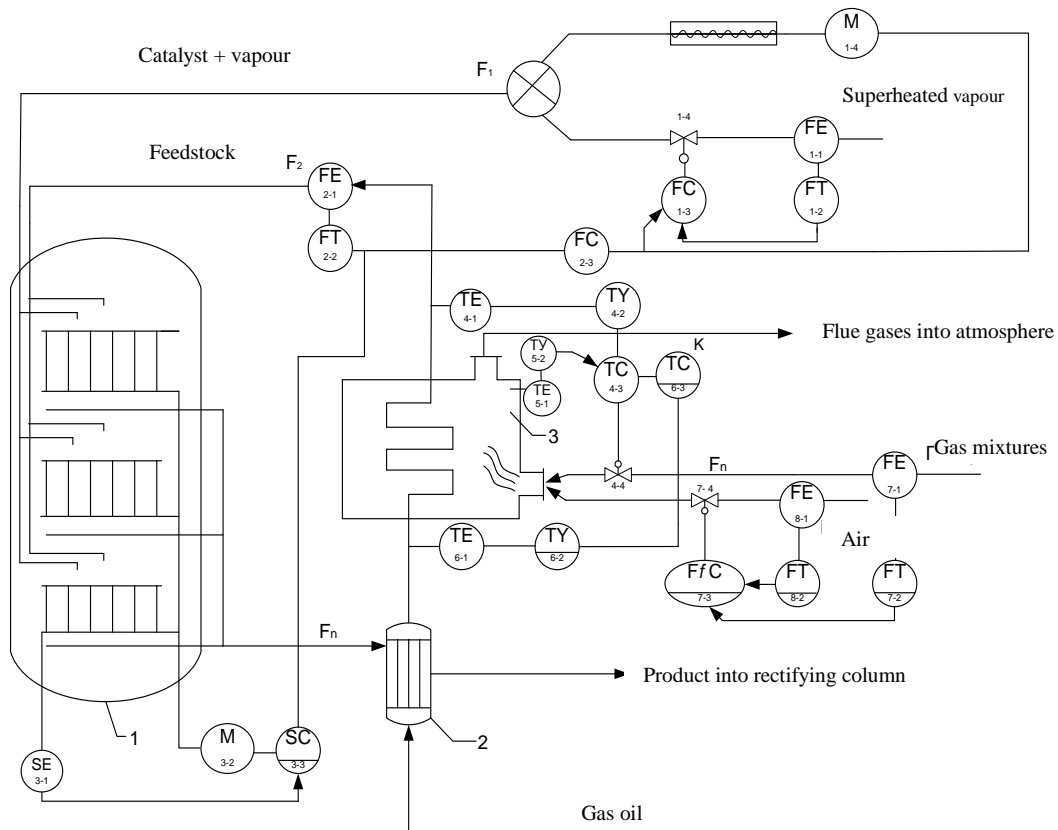 M
1-4
Catalyst + vapour
F1
Superheated vapour
1-4
FE
1-1
Feedstock
F2
FE
2-1
FC
1-3
FT
1-2
FT
2-2
FC
2-3
TE
4-1
TY
4-2
Flue gases into atmosphere
K
TУ
5-2
TC
4-3
TC
6-3
TE
5-1
3
Gas mixtures
Fn
FE
7-1
4-4
7- 4
FE
8-1
Air
TE
6-1
TY
6-2
FfC
7-3
FT
8-2
FT
7-2
Fn
Product into rectifying column
1
M
3-2
SC
3-3
2
SE
3-1
Gas oil